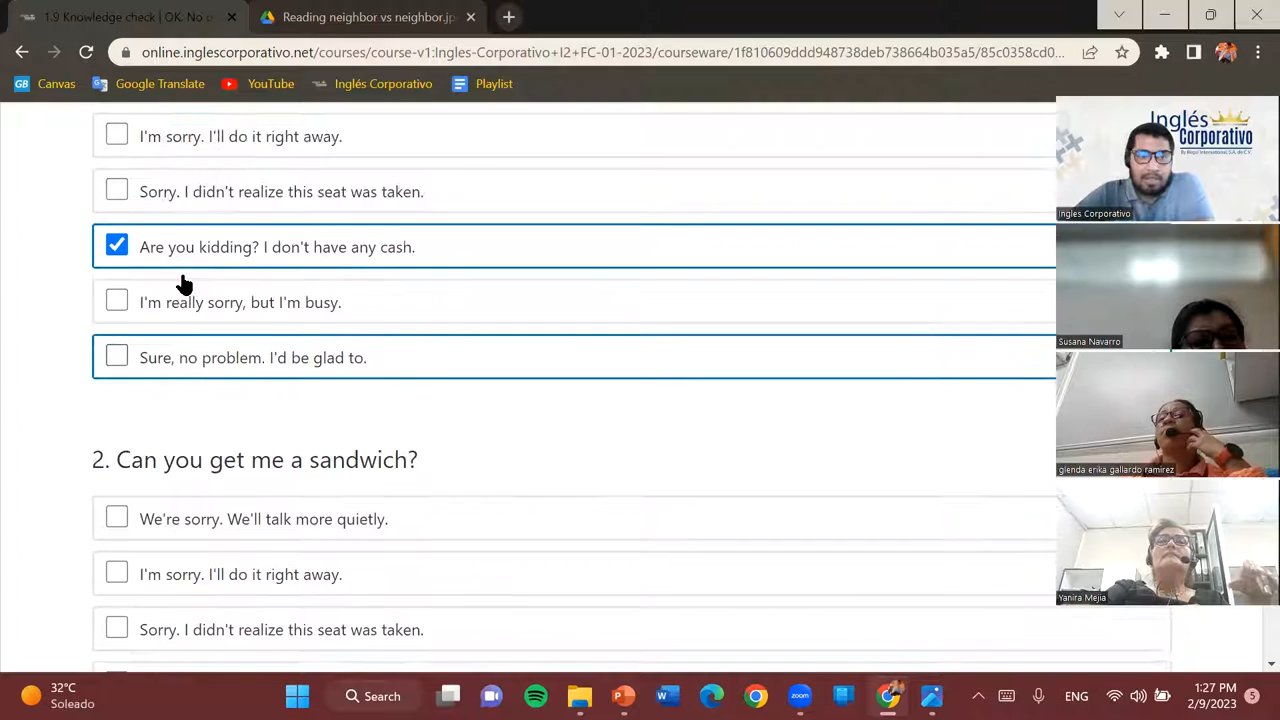 1.9 Knowledge check | OK. No p
Reading neighbor vs neighbor.jp
online.inglescorporativo.net/courses/course-v1:Ingles-Corporativo+I2+FC-01-2023/courseware/1f810609ddd948738deb738664b035a5/85c0358cd0...
GB Canvas Google Translate YouTube Inglés Corporativo Playlist
I'm sorry. I'll do it right away.
Sorry. I didn't realize this seat was taken.
Are you kidding? I don't have any cash.
I'm really sorry, but I'm busy.
Sure, no problem. I'd be glad to.
2. Can you get me a sandwich?
We're sorry. We'll talk more quietly.
I'm sorry. I'll do it right away.
Sorry. I didn't realize this seat was taken.
Inglés
Corporativo
Ingles Corporativo
Susana Navarro
glenda erika gallardo ramirez
Yanira Mejia
32°C
Soleado
Search
zoom
ENG
1:27 PM
2/9/2023
5